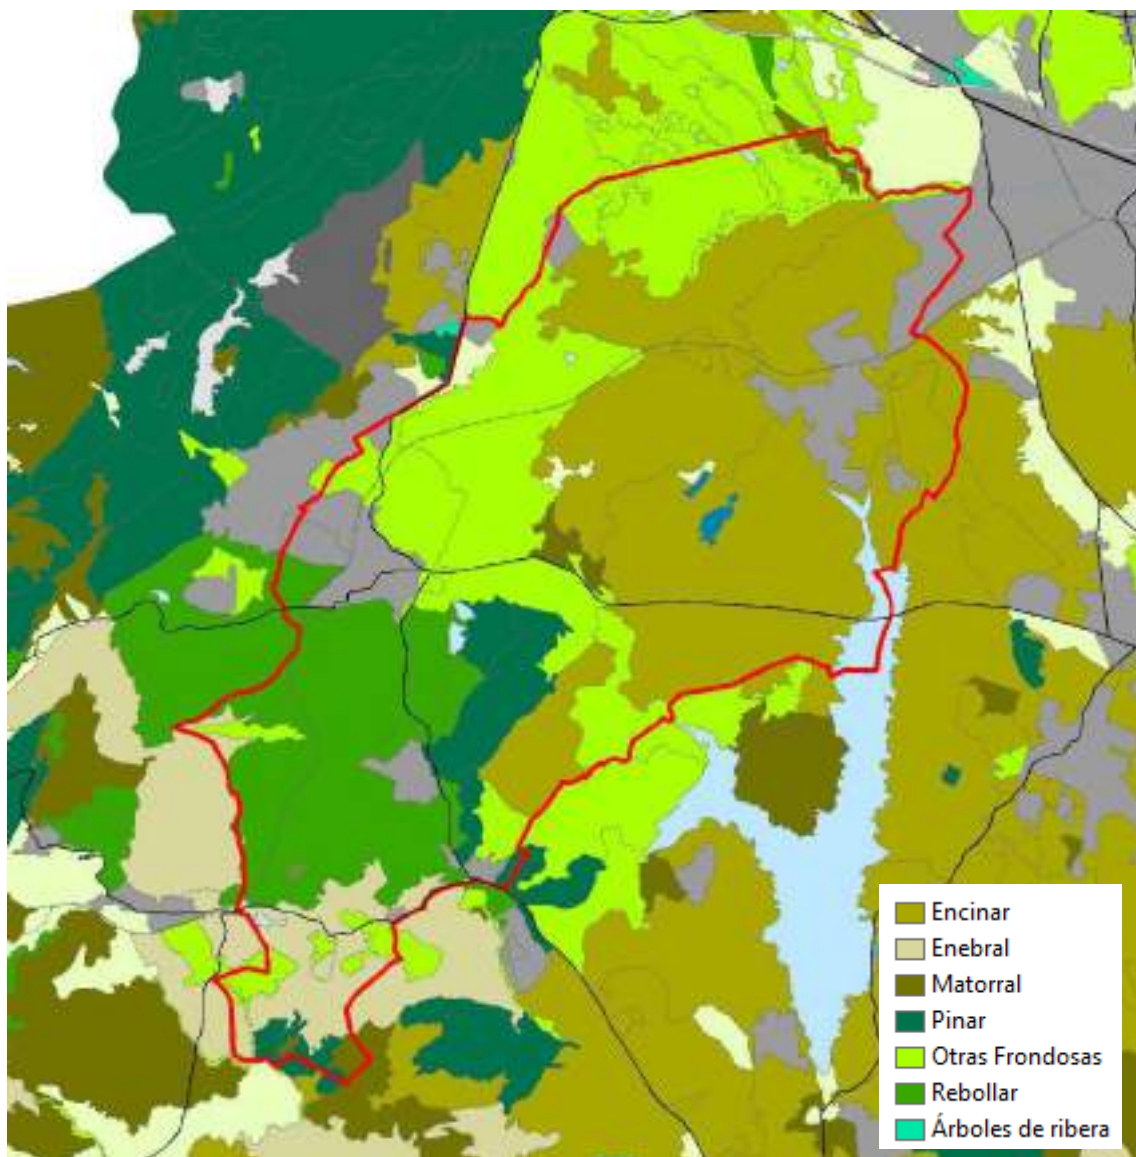 Encinar
Enebral
Matorral
Pinar
Otras Frondosas
Rebollar
Árboles de ribera